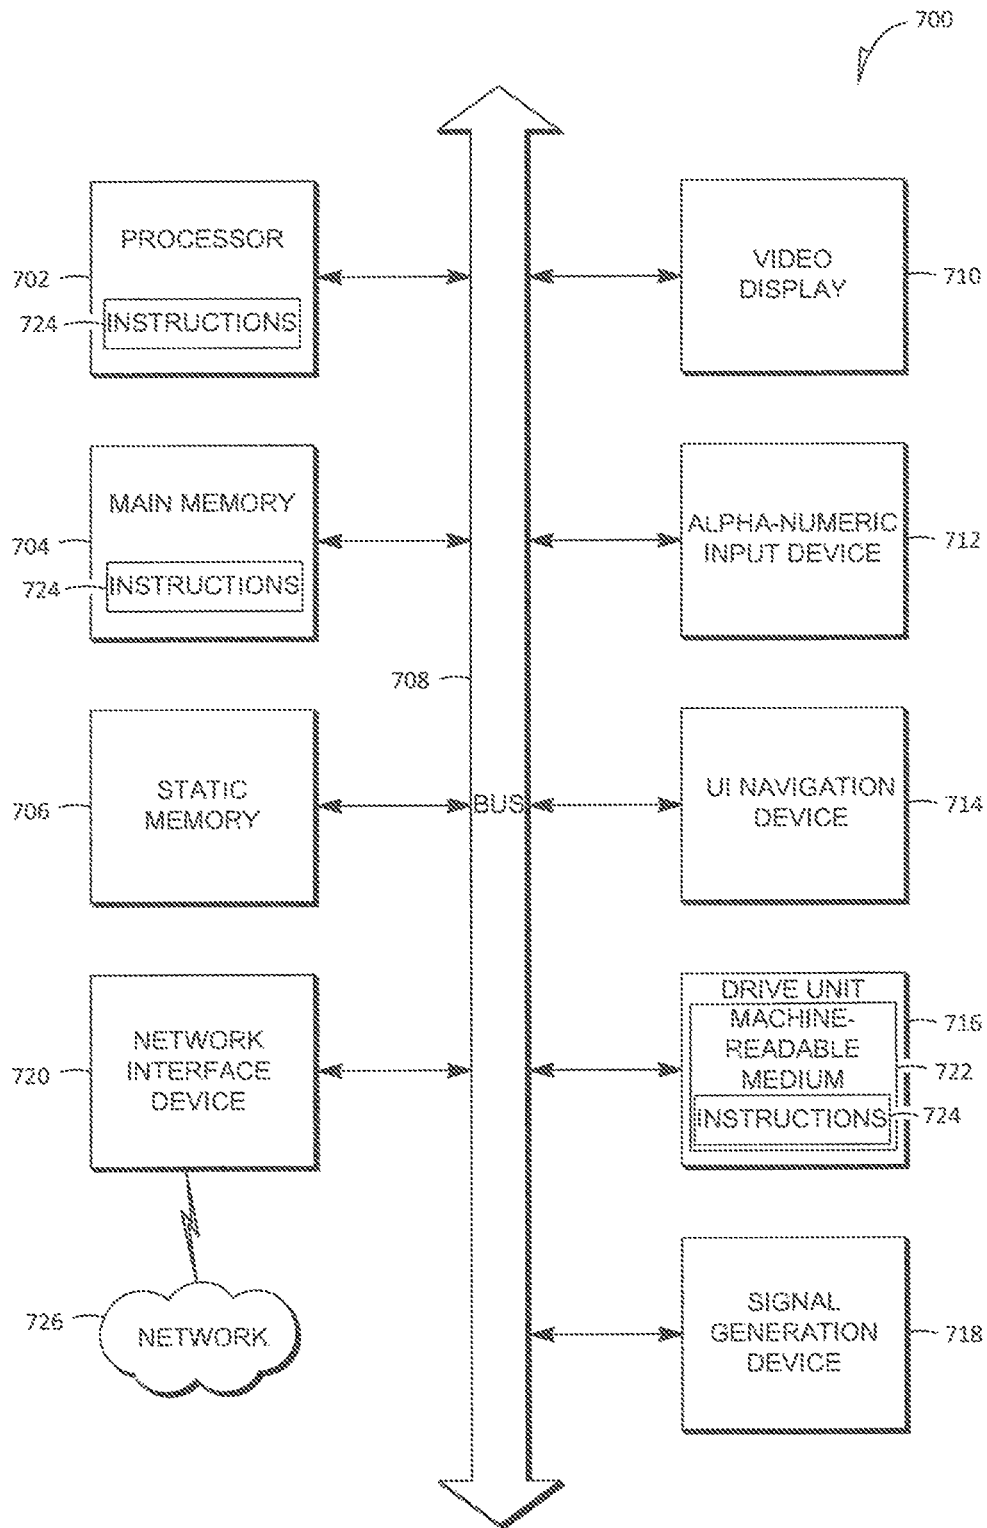 700
PROCESSOR
702
724
INSTRUCTIONS
VIDEO
DISPLAY
710
MAIN MEMORY
704
724
INSTRUCTIONS
ALPHA-NUMERIC
INPUT DEVICE
712
708
STATIC
MEMORY
706
BUS
UI NAVIGATION
DEVICE
714
NETWORK
INTERFACE
DEVICE
720
DRIVE UNIT
716
MACHINE-
READABLE
MEDIUM
722
INSTRUCTIONS
724
726
NETWORK
SIGNAL
GENERATION
DEVICE
718